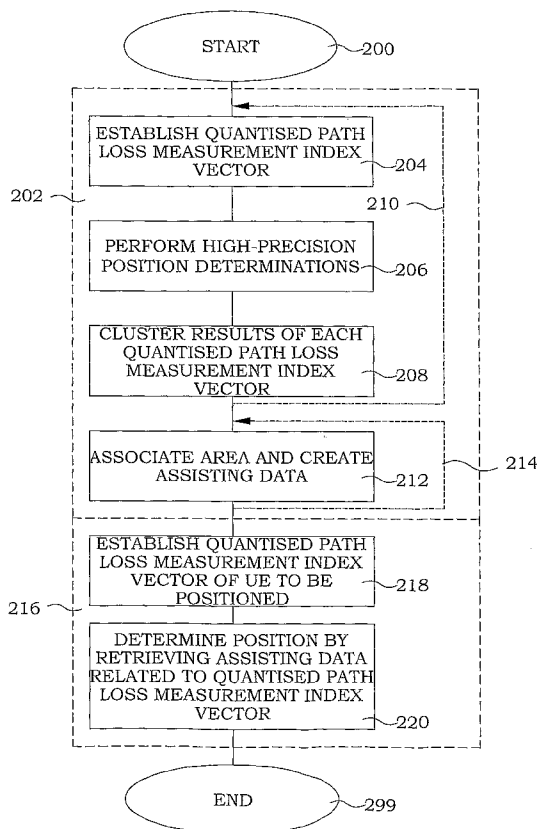 START
200
ESTABLISH QUANTISED PATH
LOSS MEASUREMENT INDEX
VECTOR
204
202
210
PERFORM HIGH-PRECISION
POSITION DETERMINATIONS
206
CLUSTER RESULTS OF EACH
QUANTISED PATH LOSS
MEASUREMENT INDEX
VECTOR
208
ASSOCIATE AREA AND CREATE
ASSISTING DATA
212
214
ESTABLISH QUANTISED PATH
LOSS MEASUREMENT INDEX
VECTOR OF UE TO BE
POSITIONED
218
216
DETERMINE POSITION BY
RETRIEVING ASSISTING DATA
RELATED TO QUANTISED PATH
LOSS MEASUREMENT INDEX
VECTOR
220
END
299